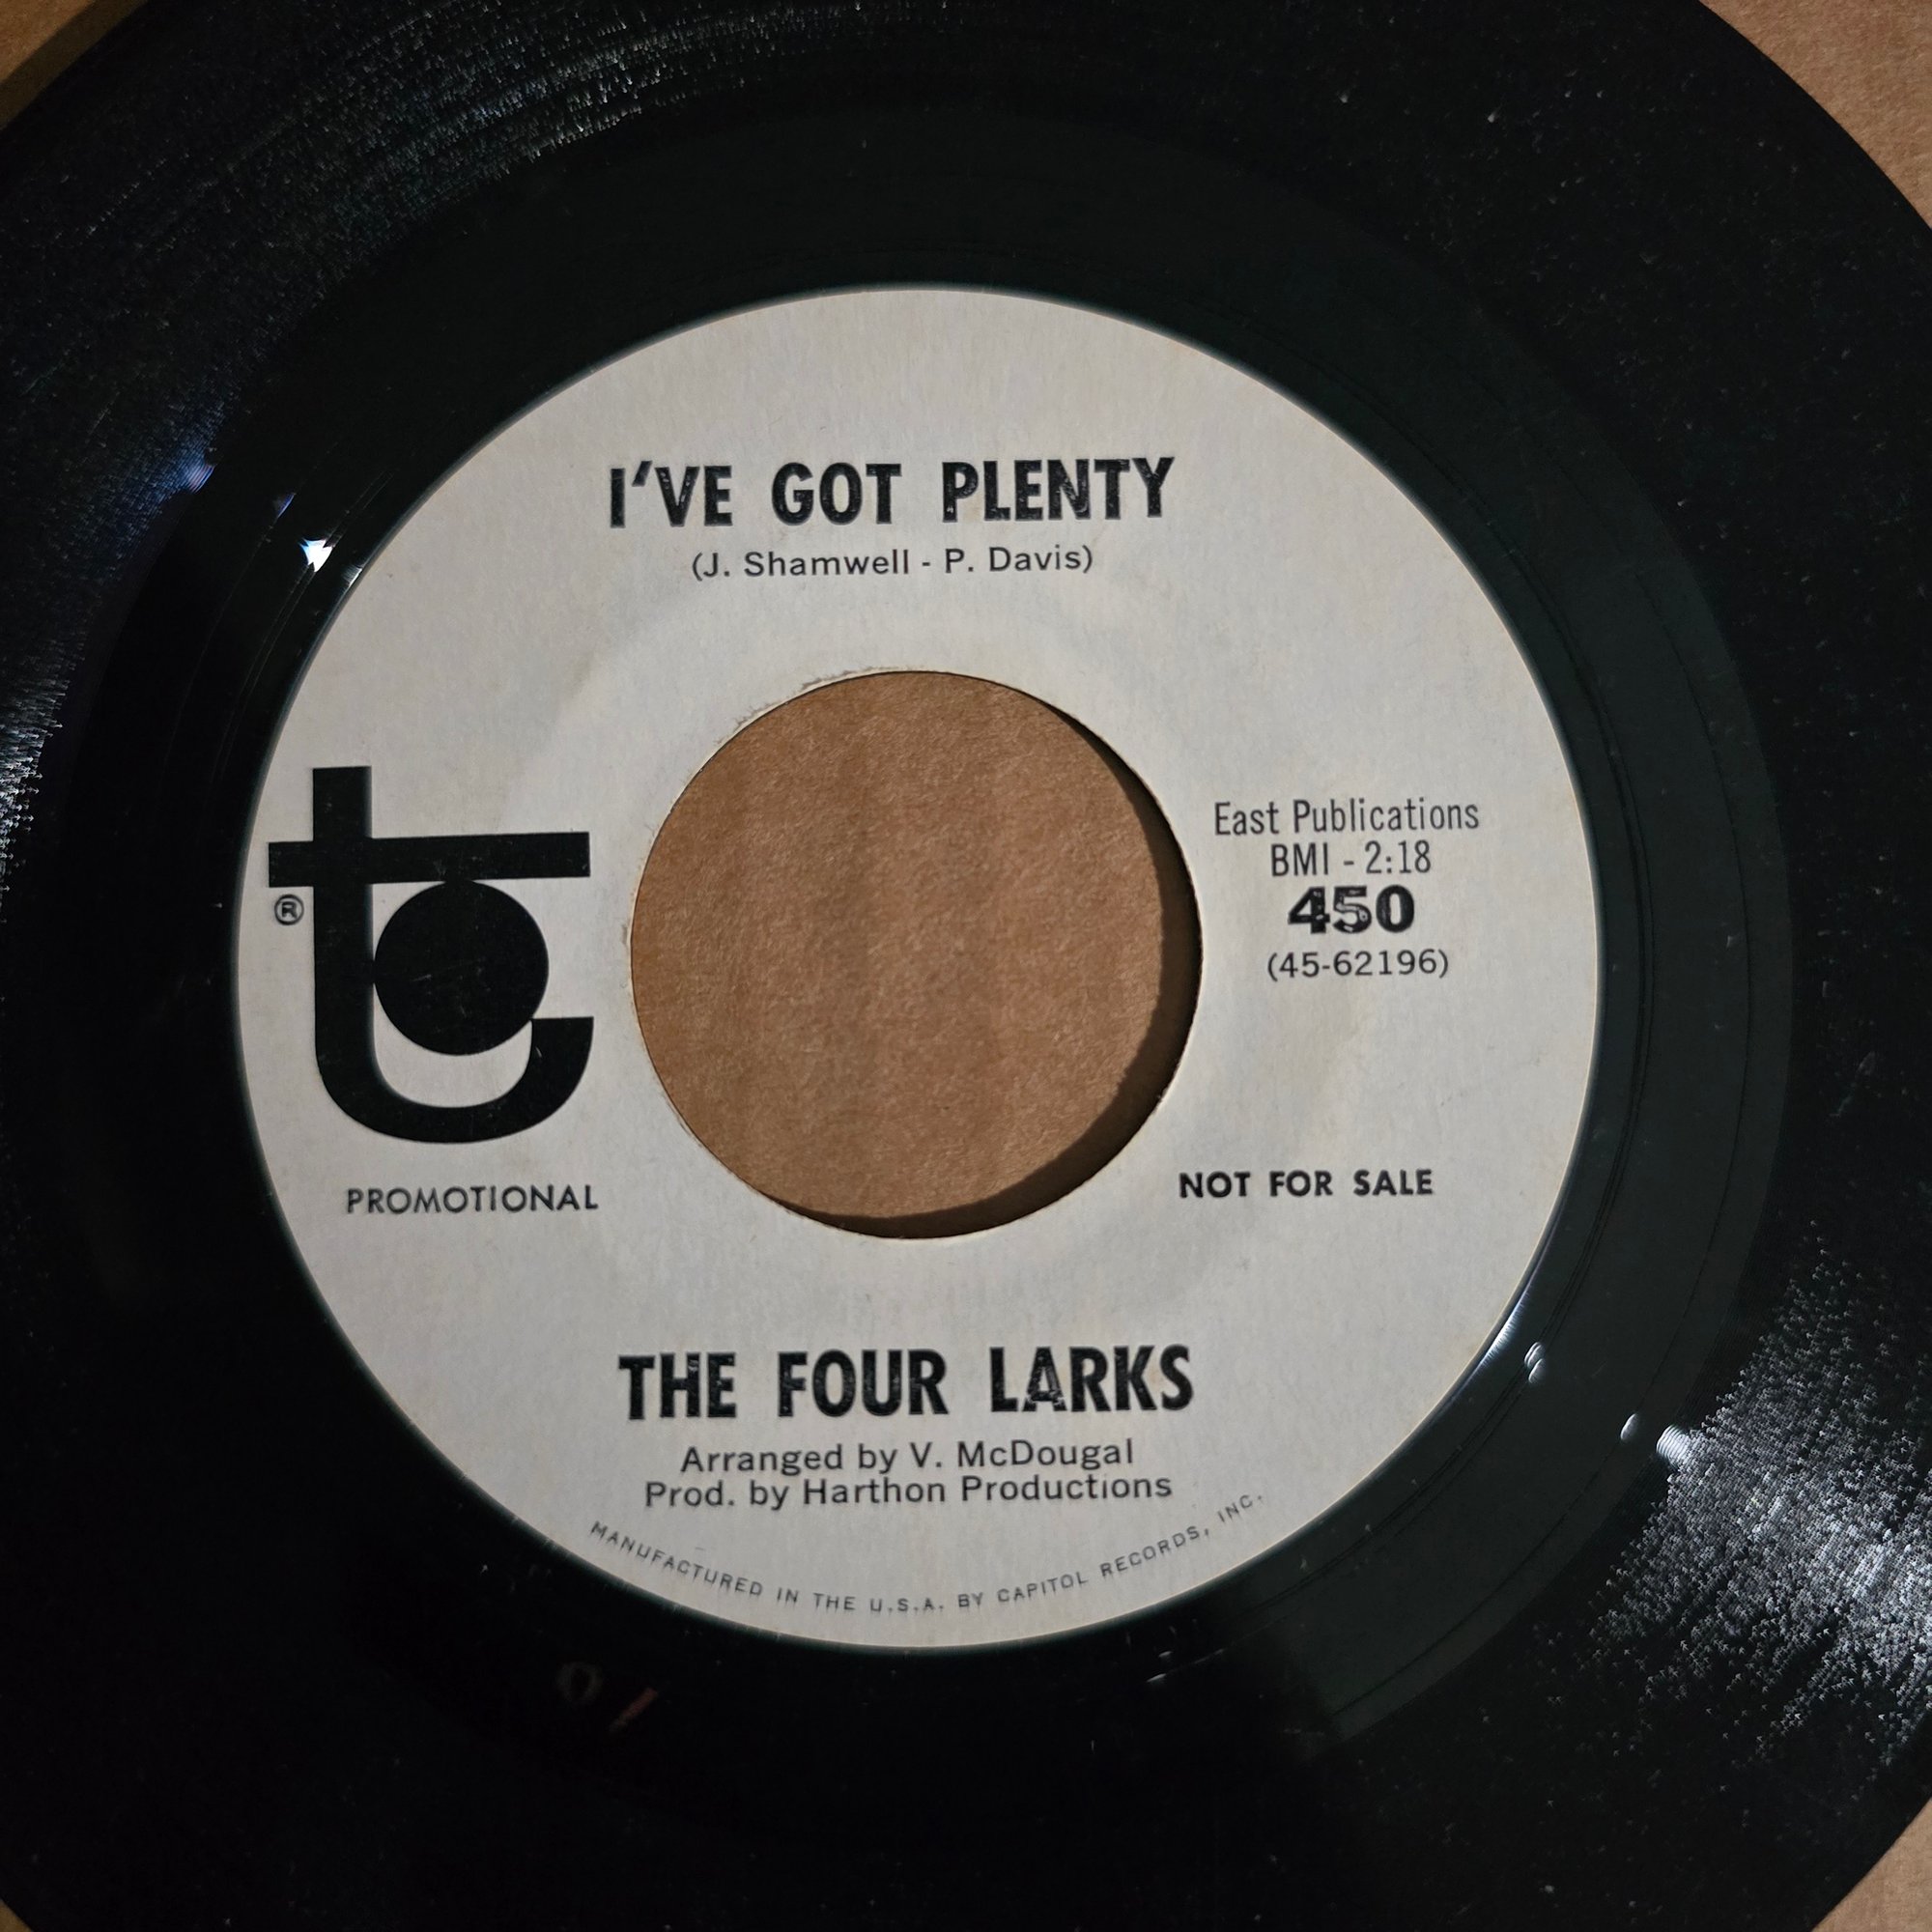 I'VE GOT PLENTY
(J. Shamwell - P. Davis)
East Publications
BMI - 2:18
450
(45-62196)
t
®
PROMOTIONAL
NOT FOR SALE
THE FOUR LARKS
Arranged by V. McDougal
Prod. by Harthon Productions
MANUFACTURED IN THE U.S.A. BY CAPITOL RECORDS, INC.